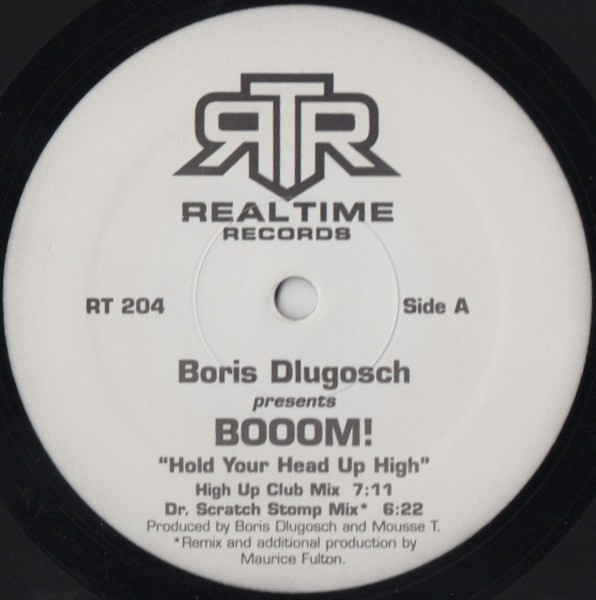 RTR
REALTIME
RECORDS
RT 204
Side A
Boris Dlugosch
presents
BOOOM!
"Hold Your Head Up High"
High Up Club Mix 7:11
Dr. Scratch Stomp Mix* 6:22
Produced by Boris Dlugosch and Mousse T.
*Remix and additional production by
Maurice Fulton.